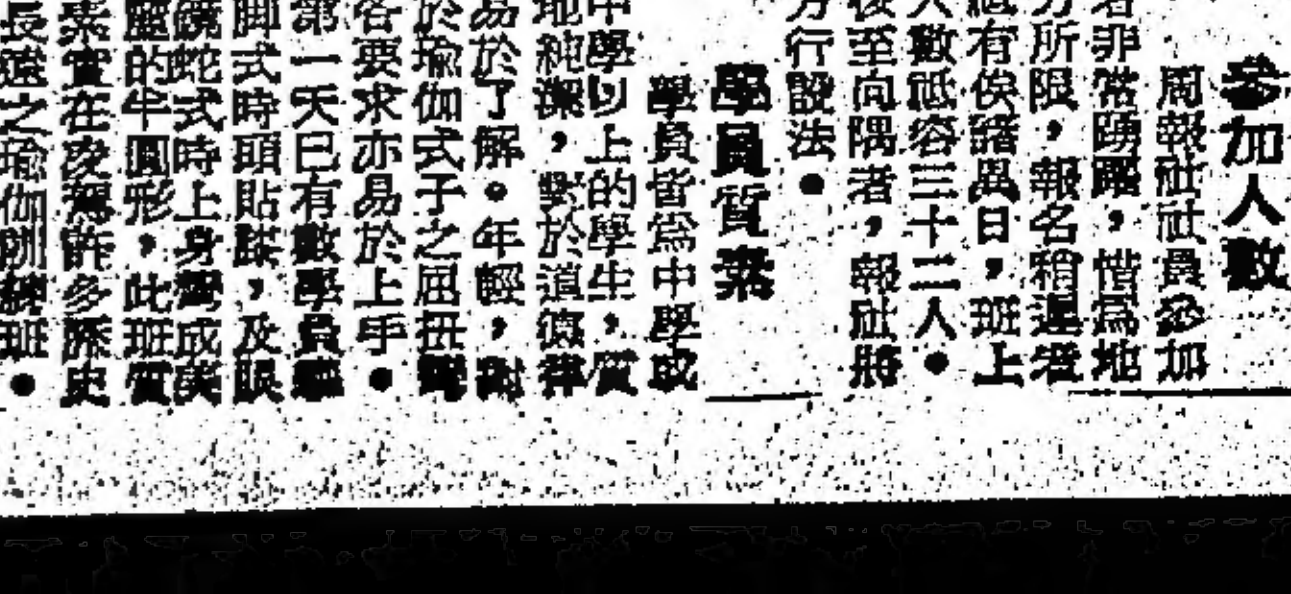 參加人數
周報社社員參加
者非常踴躍，惜爲地
方所限，報名稍遲者
祗有俟諸異日，班上
人數祗容三十二人。
後至向隅者，報社將
方行設法。
學員質素
學員皆爲中學或
中學以上的學生，質
地純潔，對於道德
易於了解。年輕，對
於瑜伽式子之屈扭
各要求亦易於上手。
第一天已有數學員
脚式時頭貼膝，及眼
鏡蛇式時上身彎成美
麗的半圓形，此班質
素實在凌駕許多歷史
長遠之瑜伽訓練班。